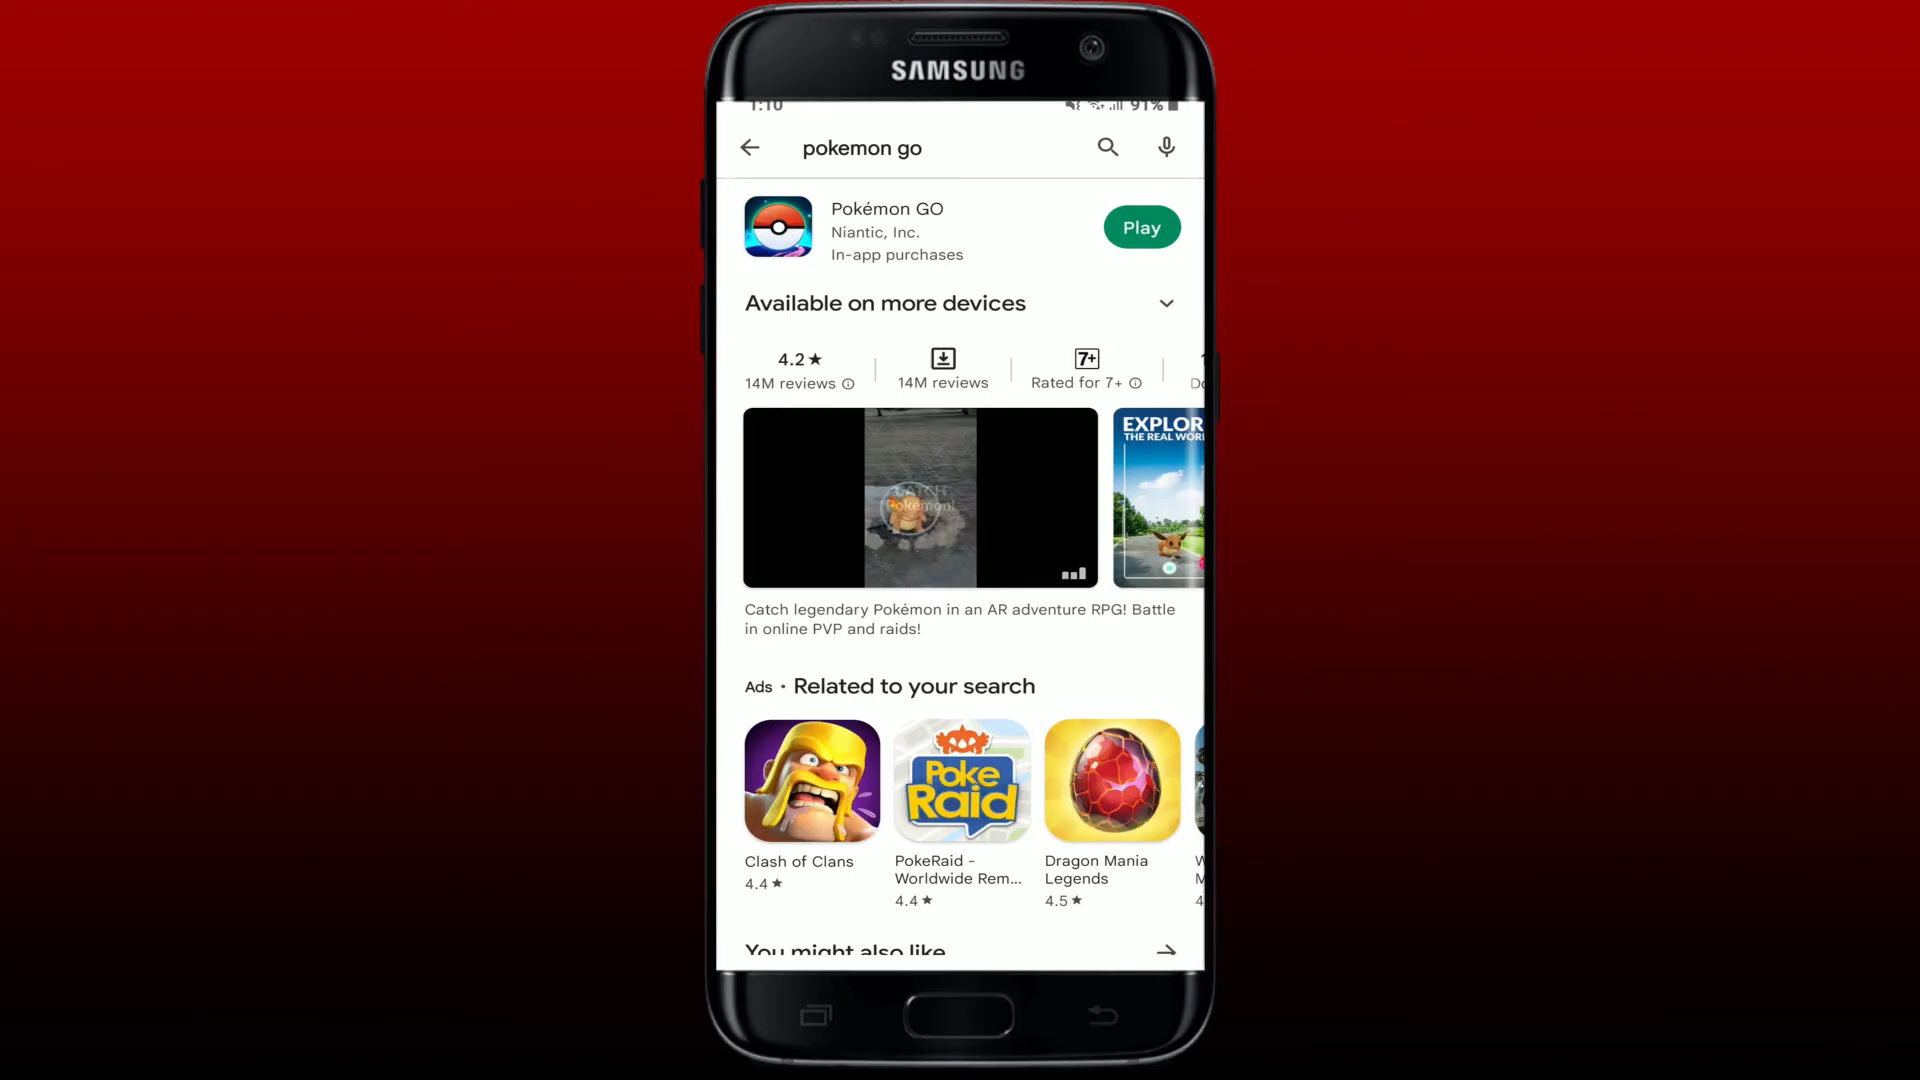 SAMSUNG
1:10
91%
pokemon go
Pokémon GO
Niantic, Inc.
In-app purchases
Play
Available on more devices
4.2★
14M reviews
14M reviews
7+
Rated for 7+
CATCH
Pokémon!
EXPLOR
THE REAL WORL
Catch legendary Pokémon in an AR adventure RPG! Battle
in online PVP and raids!
Ads · Related to your search
Poke
Raid
Clash of Clans
4.4★
PokeRaid -
Worldwide Rem...
4.4★
Dragon Mania
Legends
4.5★
You might also like